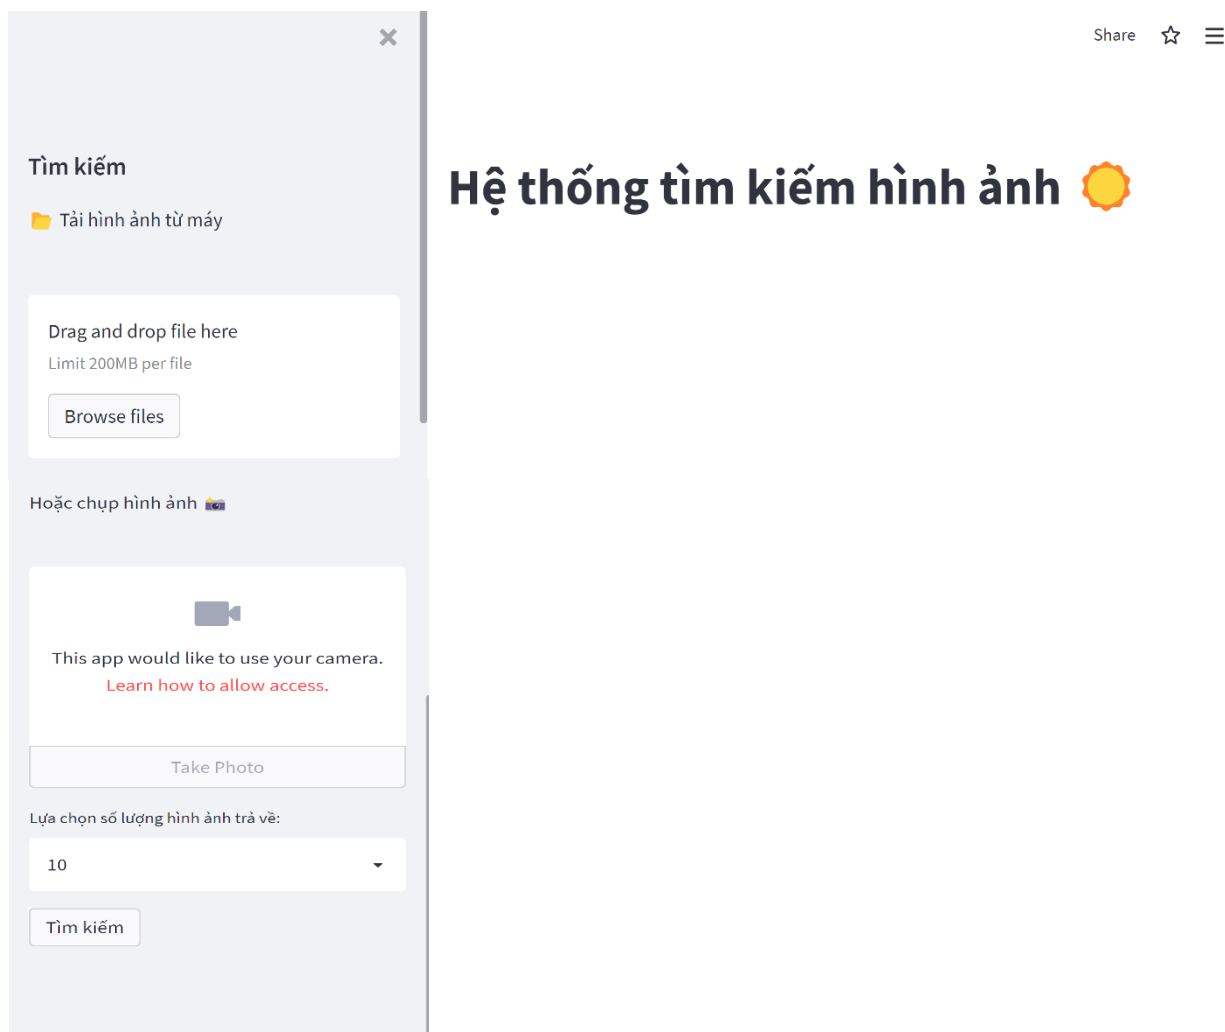 Share
Tìm kiếm
Tải hình ảnh từ máy
Drag and drop file here
Limit 200MB per file
Browse files
Hoặc chụp hình ảnh
This app would like to use your camera.
Learn how to allow access.
Take Photo
Lựa chọn số lượng hình ảnh trả về:
10
Tìm kiếm
Hệ thống tìm kiếm hình ảnh